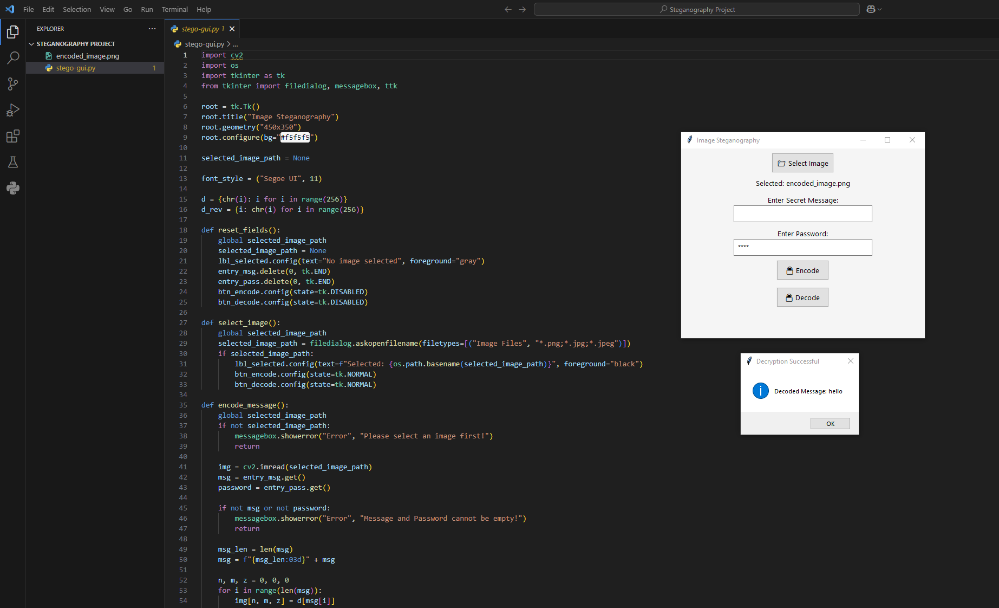 File Edit Selection View Go Run Terminal Help
Steganography Project
EXPLORER
STEGANOGRAPHY PROJECT
encoded_image.png
stego-gui.py 1
stego-gui.py 1
stego-gui.py > ...
1 import cv2
2 import os
3 import tkinter as tk
4 from tkinter import filedialog, messagebox, ttk
5
6 root = tk.Tk()
7 root.title("Image Steganography")
8 root.geometry("450x350")
9 root.configure(bg="#f5f5f5")
10
11 selected_image_path = None
12
13 font_style = ("Segoe UI", 11)
14
15 d = {chr(i): i for i in range(256)}
16 d_rev = {i: chr(i) for i in range(256)}
17
18 def reset_fields():
19     global selected_image_path
20     selected_image_path = None
21     lbl_selected.config(text="No image selected", foreground="gray")
22     entry_msg.delete(0, tk.END)
23     entry_pass.delete(0, tk.END)
24     btn_encode.config(state=tk.DISABLED)
25     btn_decode.config(state=tk.DISABLED)
26
27 def select_image():
28     global selected_image_path
29     selected_image_path = filedialog.askopenfilename(filetypes=[("Image Files", "*.png;*.jpg;*.jpeg")])
30     if selected_image_path:
31         lbl_selected.config(text=f"Selected: {os.path.basename(selected_image_path)}", foreground="black")
32         btn_encode.config(state=tk.NORMAL)
33         btn_decode.config(state=tk.NORMAL)
34
35 def encode_message():
36     global selected_image_path
37     if not selected_image_path:
38         messagebox.showerror("Error", "Please select an image first!")
39         return
40
41     img = cv2.imread(selected_image_path)
42     msg = entry_msg.get()
43     password = entry_pass.get()
44
45     if not msg or not password:
46         messagebox.showerror("Error", "Message and Password cannot be empty!")
47         return
48
49     msg_len = len(msg)
50     msg = f"{msg_len:03d}" + msg
51
52     n, m, z = 0, 0, 0
53     for i in range(len(msg)):
54         img[n, m, z] = d[msg[i]]
Image Steganography
Select Image
Selected: encoded_image.png
Enter Secret Message:
Enter Password:
****
Encode
Decode
Decryption Successful
Decoded Message: hello
OK